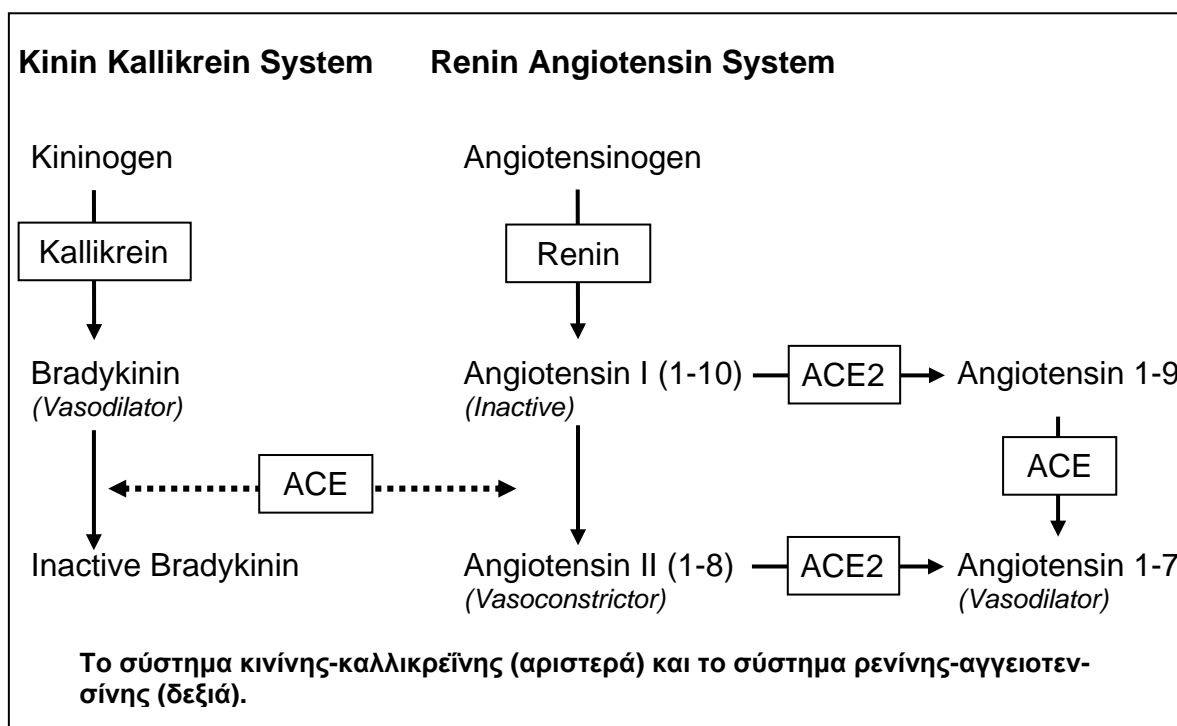 Kinin Kallikrein System Renin Angiotensin System
Kininogen Angiotensinogen
Kallikrein Renin
Bradykinin Angiotensin I (1-10) ACE2 Angiotensin 1-9
(Vasodilator) (Inactive)
ACE ACE
Inactive Bradykinin Angiotensin II (1-8) ACE2 Angiotensin 1-7
(Vasoconstrictor) (Vasodilator)
Το σύστημα κινίνης-καλλικρεΐνης (αριστερά) και το σύστημα ρενίνης-αγγειοτεν-
σίνης (δεξιά).